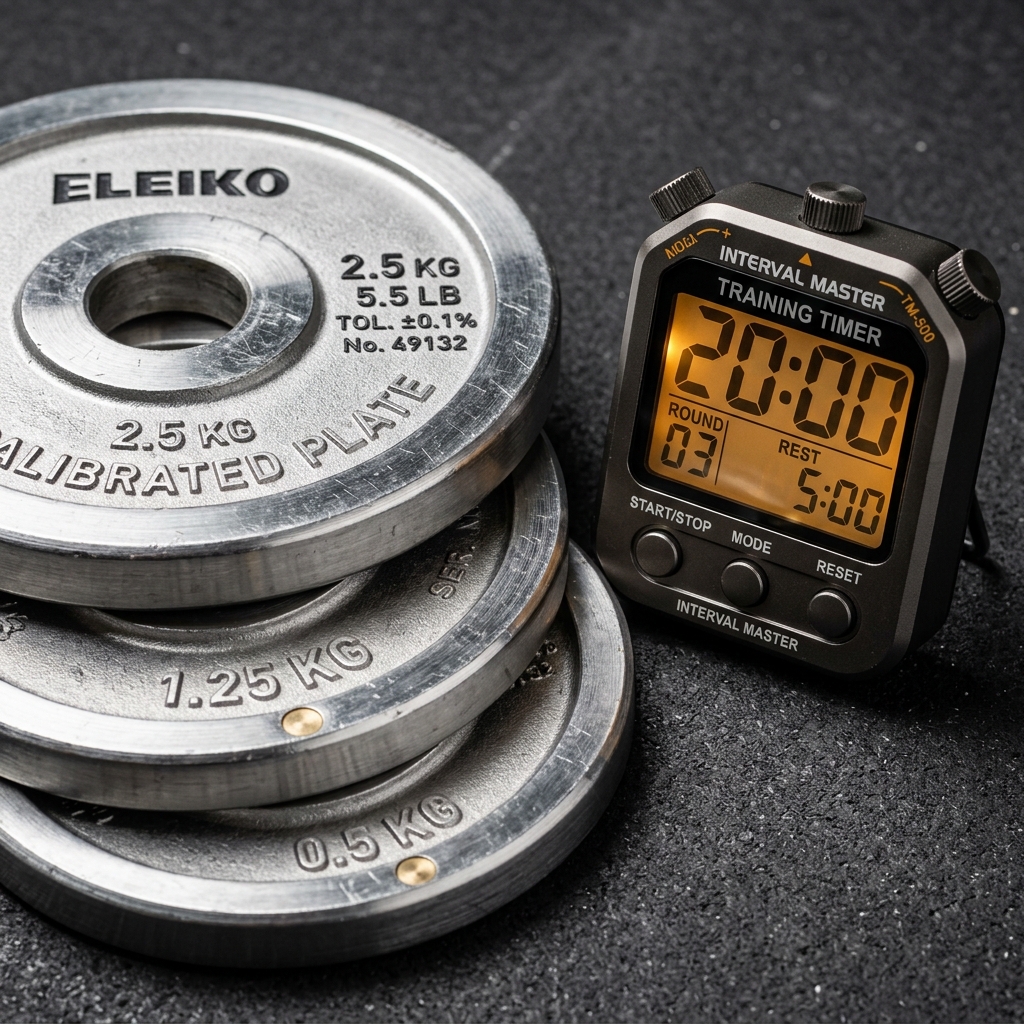 ELEIKO
2.5 KG
5.5 LB
TOL. ±0.1%
No. 49132
2.5 KG
CALIBRATED PLATE
1.25 KG
0.5 KG
INTERVAL MASTER
TM-900
TRAINING TIMER
20:00
ROUND
03
REST
5:00
START/STOP
MODE
RESET
INTERVAL MASTER